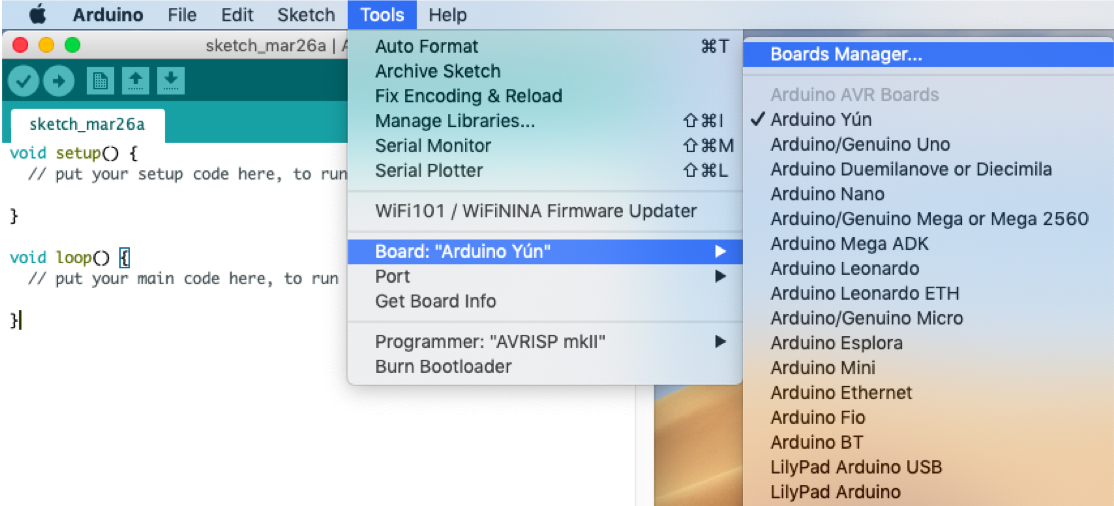 Arduino File Edit Sketch Tools Help
sketch_mar26a | A
sketch_mar26a
void setup() {
// put your setup code here, to run
}
void loop() {
// put your main code here, to run
}
Auto Format ⌘T
Archive Sketch
Fix Encoding & Reload
Manage Libraries... ⇧⌘I
Serial Monitor ⇧⌘M
Serial Plotter ⇧⌘L
WiFi101 / WiFiNINA Firmware Updater
Board: "Arduino Yún"
Port
Get Board Info
Programmer: "AVRISP mkII"
Burn Bootloader
Boards Manager...
Arduino AVR Boards
✓ Arduino Yún
Arduino/Genuino Uno
Arduino Duemilanove or Diecimila
Arduino Nano
Arduino/Genuino Mega or Mega 2560
Arduino Mega ADK
Arduino Leonardo
Arduino Leonardo ETH
Arduino/Genuino Micro
Arduino Esplora
Arduino Mini
Arduino Ethernet
Arduino Fio
Arduino BT
LilyPad Arduino USB
LilyPad Arduino